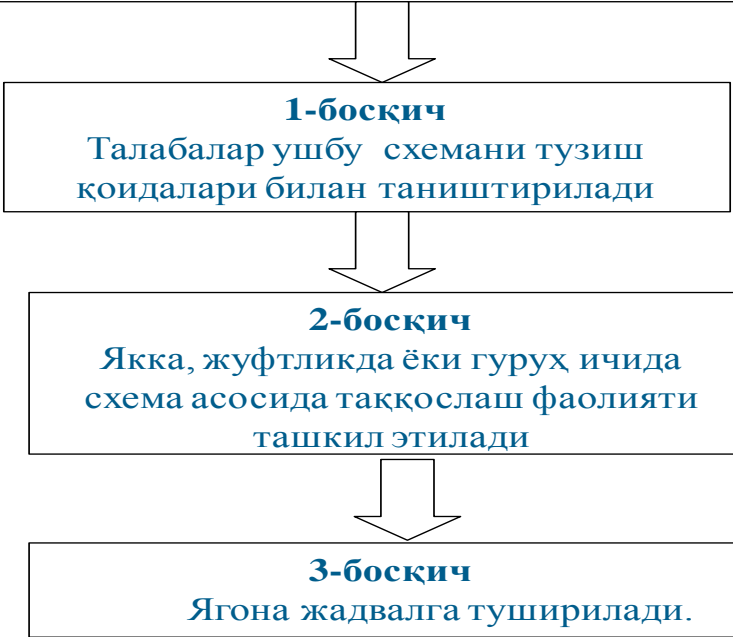 1-босқич
Талабалар ушбу схемани тузиш
қоидалари билан таништирилади
2-босқич
Якка, жуфтликда ёки гуруҳ ичида
схема асосида таққослаш фаолияти
ташкил этилади
3-босқич
Ягона жадвалга туширилади.